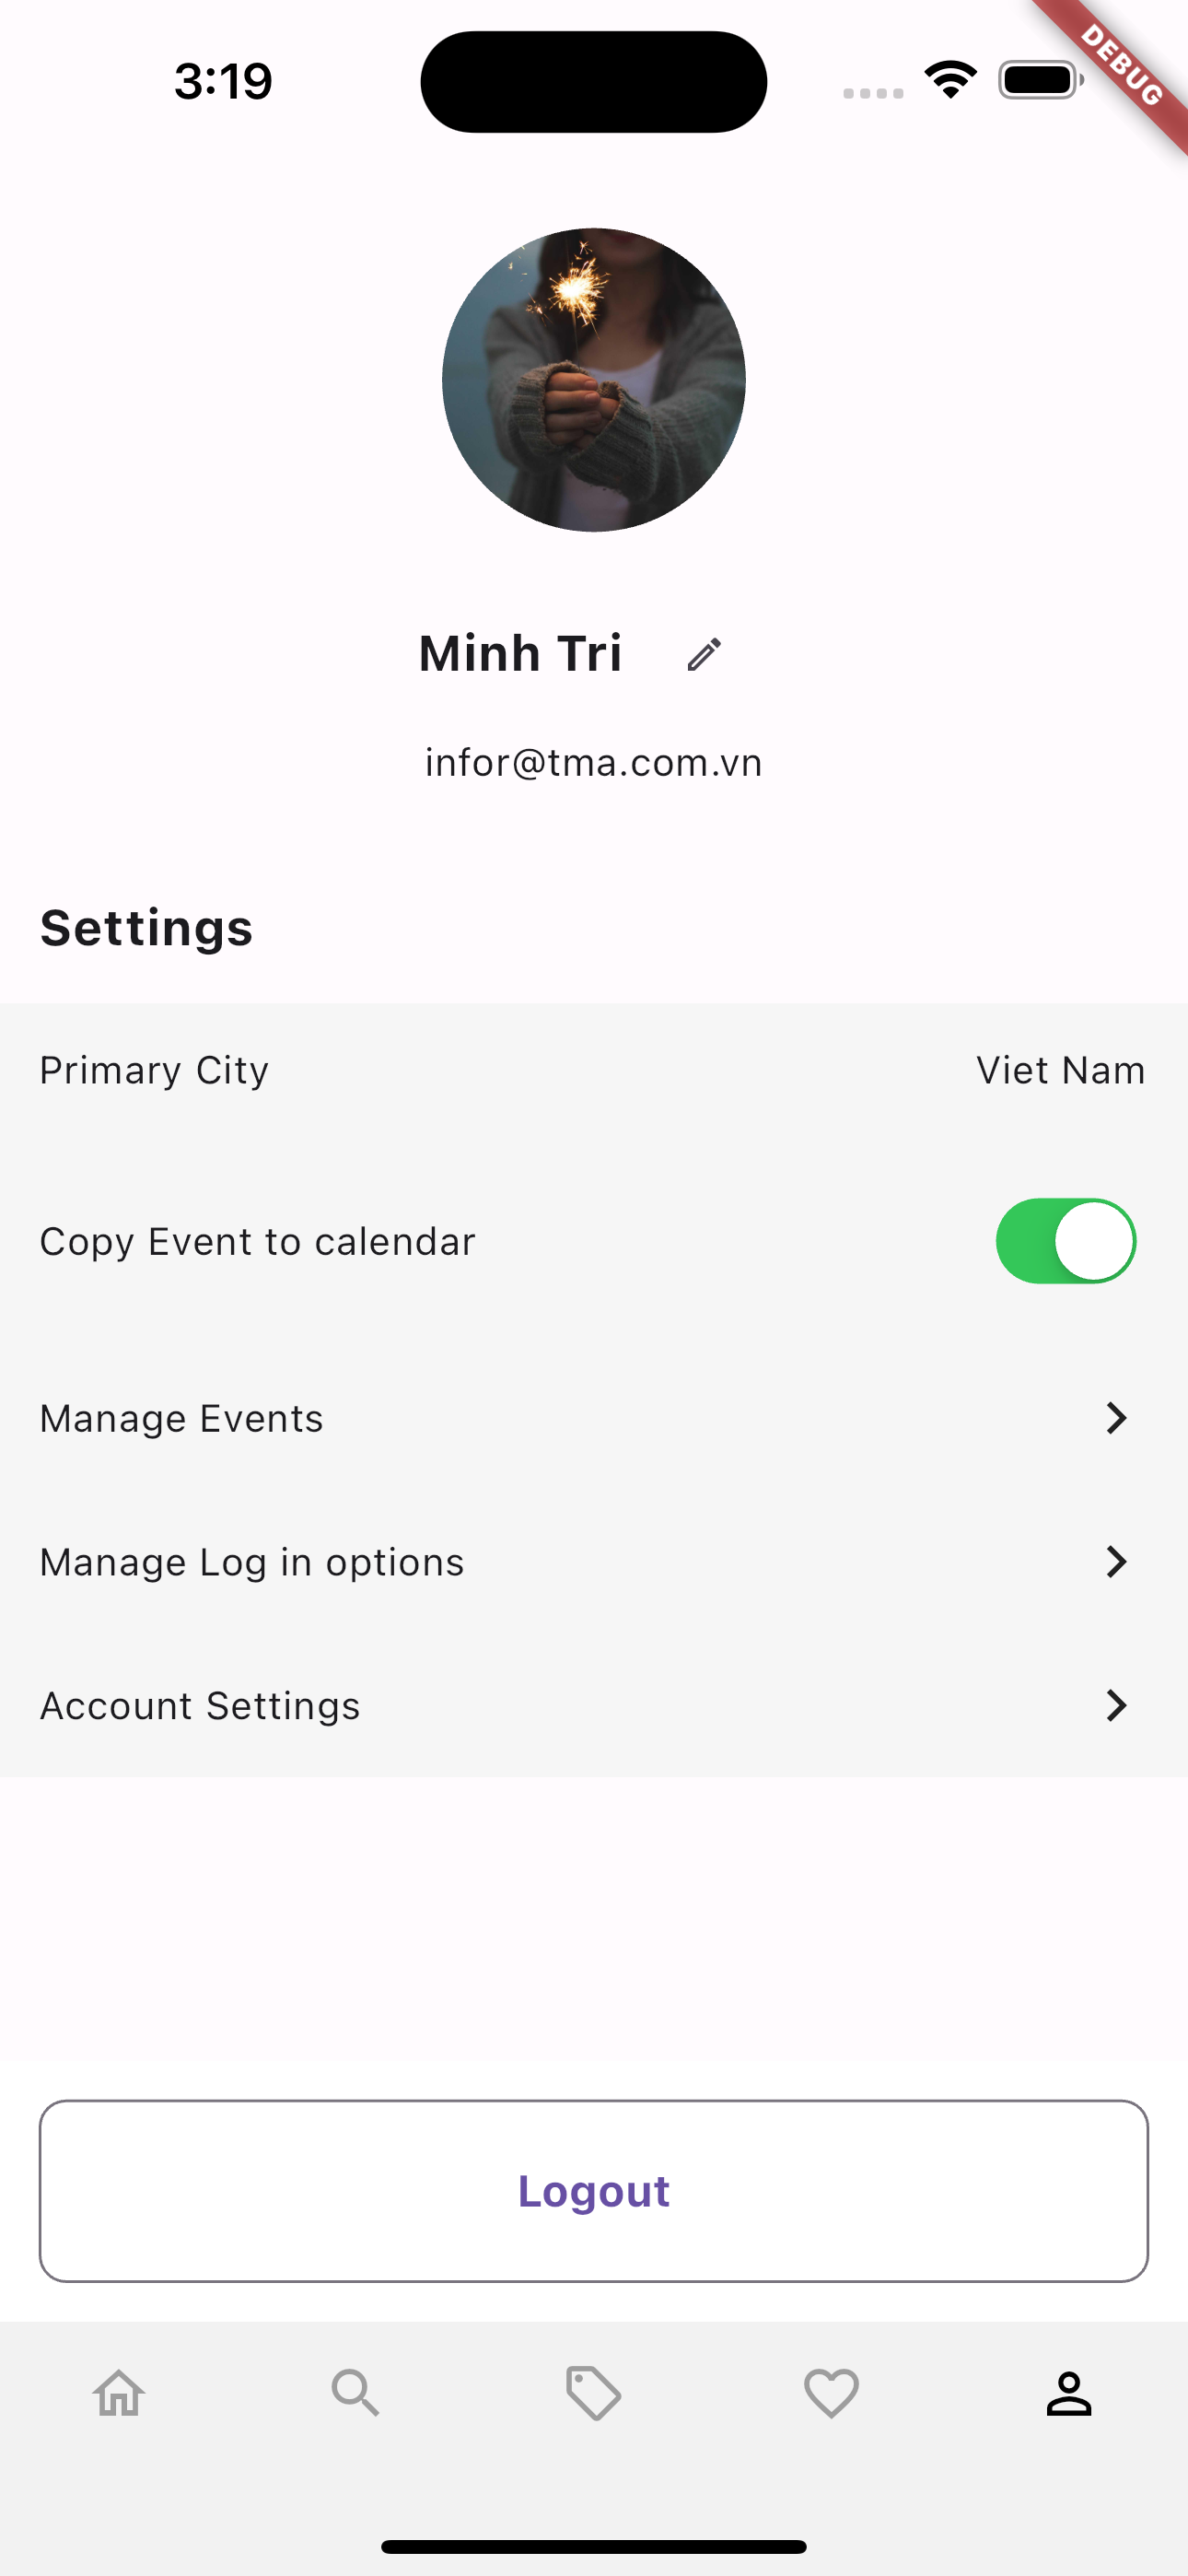 3:19
DEBUG
Minh Tri
infor@tma.com.vn
Settings
Primary City Viet Nam
Copy Event to calendar
Manage Events
Manage Log in options
Account Settings
Logout